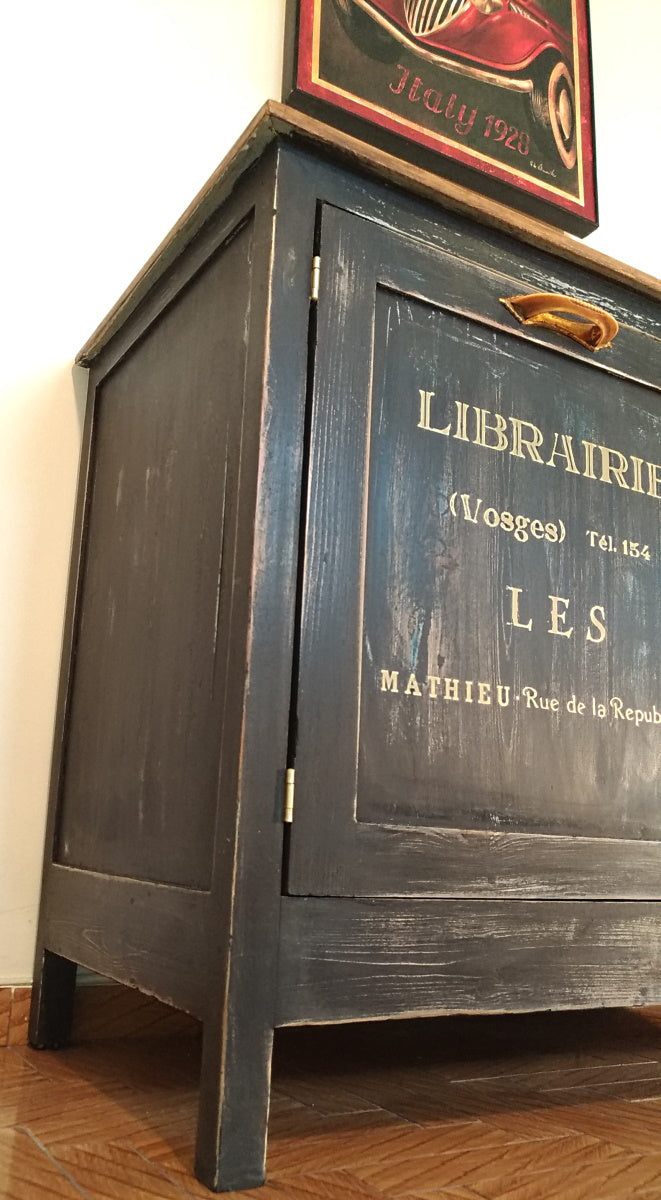 Italy 1928
LIBRAIRIE
(Vosges) Tél. 154
LES
MATHIEU · Rue de la Repub